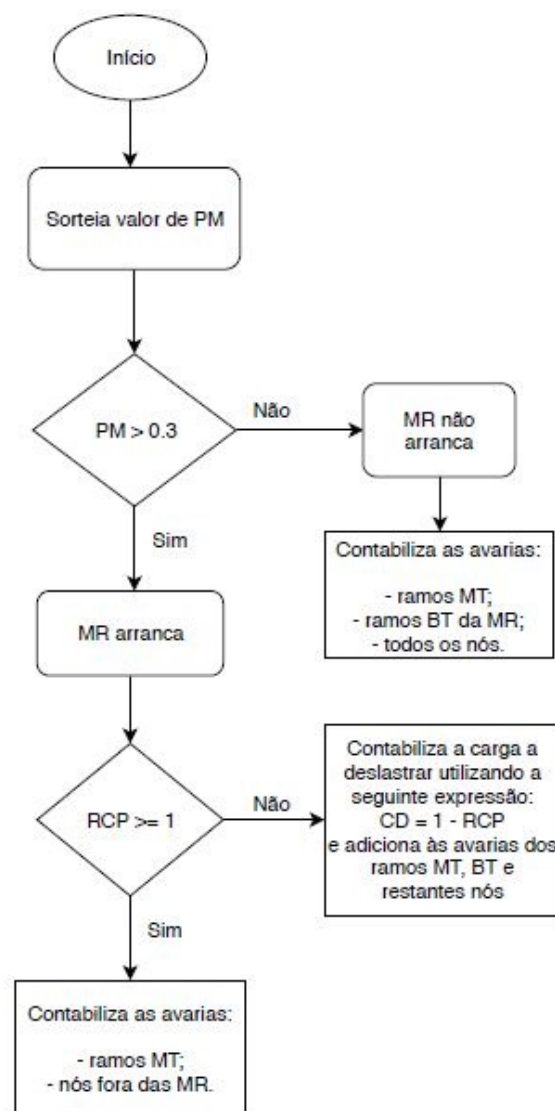 Início
Sorteia valor de PM
PM > 0.3
Não
MR não
arranca
Sim
Contabiliza as avarias:
- ramos MT;
- ramos BT da MR;
- todos os nós.
MR arranca
RCP >= 1
Não
Contabiliza a carga a
deslastrar utilizando a
seguinte expressão:
CD = 1 - RCP
e adiciona às avarias dos
ramos MT, BT e
restantes nós
Sim
Contabiliza as avarias:
- ramos MT;
- nós fora das MR.